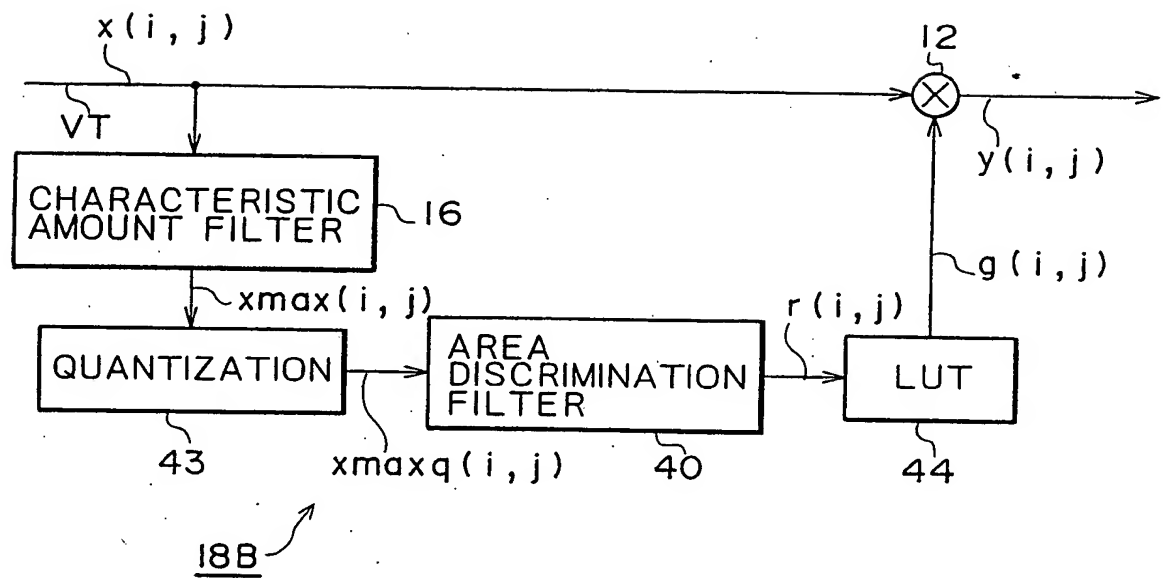 x(i,j)
12
VT
y(i,j)
CHARACTERISTIC
AMOUNT FILTER
16
g(i,j)
xmax(i,j)
r(i,j)
QUANTIZATION
AREA
DISCRIMINATION
FILTER
LUT
43
xmaxq(i,j)
40
44
18B